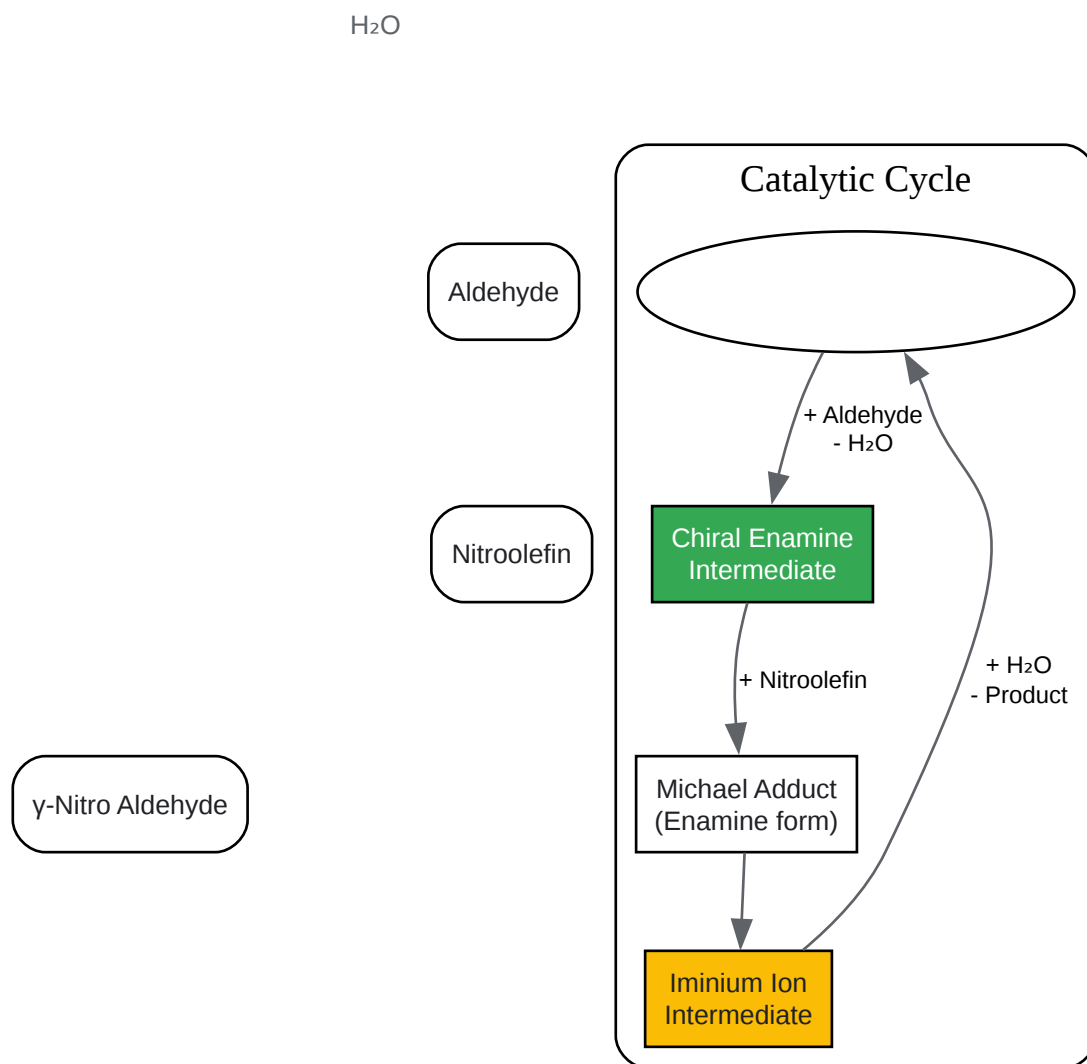 H₂O
Catalytic Cycle
Aldehyde
+ Aldehyde
- H₂O
Nitroolefin
Chiral Enamine
Intermediate
+ Nitroolefin
+ H₂O
- Product
γ-Nitro Aldehyde
Michael Adduct
(Enamine form)
Iminium Ion
Intermediate